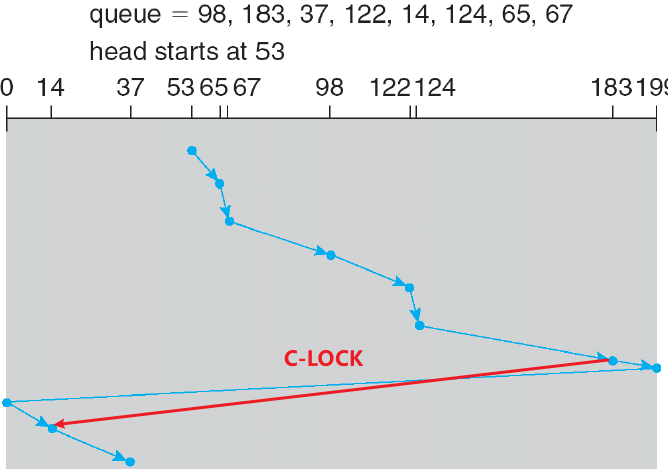 queue = 98, 183, 37, 122, 14, 124, 65, 67
head starts at 53
0 14 37 53 65 67 98 122 124 183 199
C-LOCK